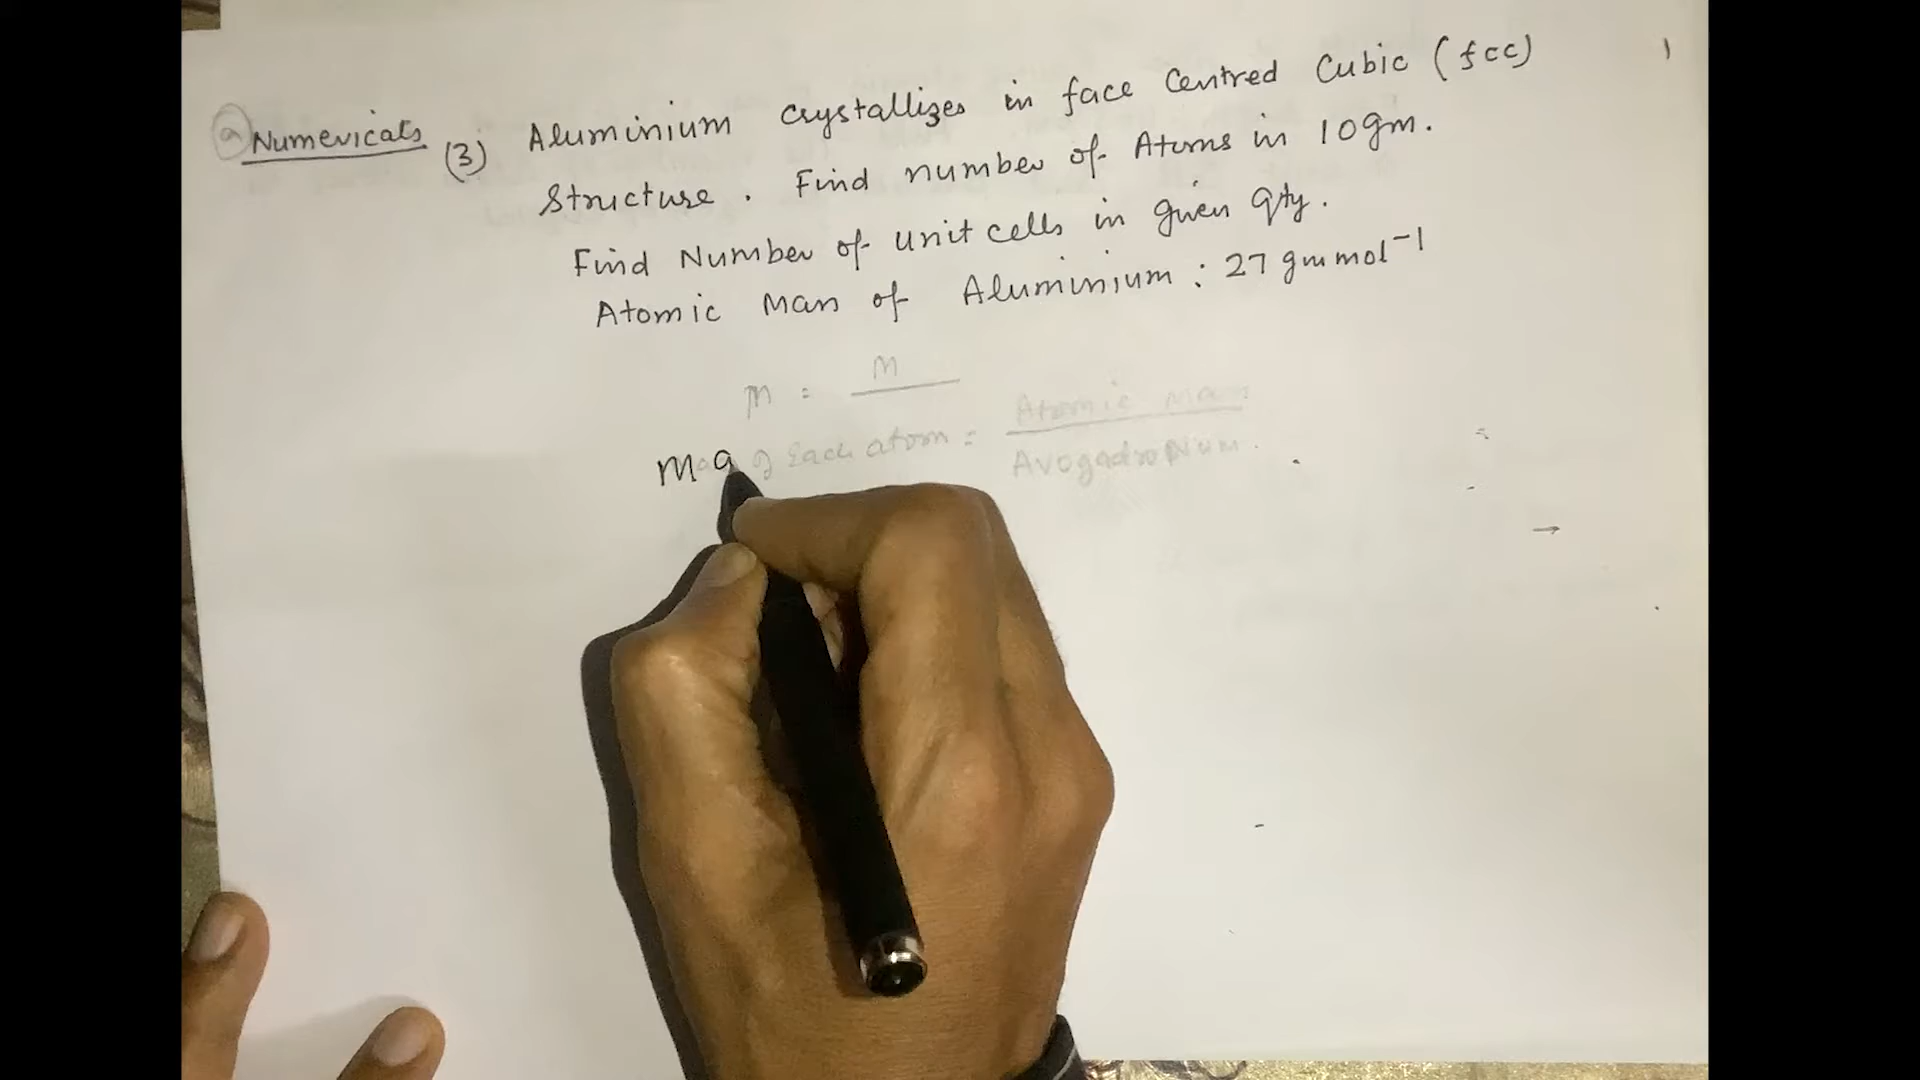 Numericals (3) Aluminium crystallizes in face Centred Cubic (fcc)
Structure. Find number of Atoms in 10gm.
Find Number of unit cells in given qty.
Atomic Mass of Aluminium : 27 gm mol⁻¹
m = M
Ma of Each atom = Atomic Mass
Avogadro Num.